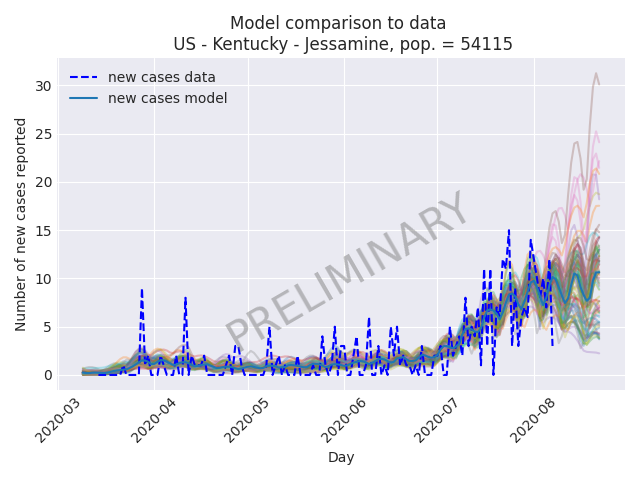 Model comparison to data
US - Kentucky - Jessamine, pop. = 54115
new cases data
new cases model
30
25
20
15
10
5
0
Number of new cases reported
PRELIMINARY
2020-03
2020-04
2020-05
2020-06
2020-07
2020-08
Day